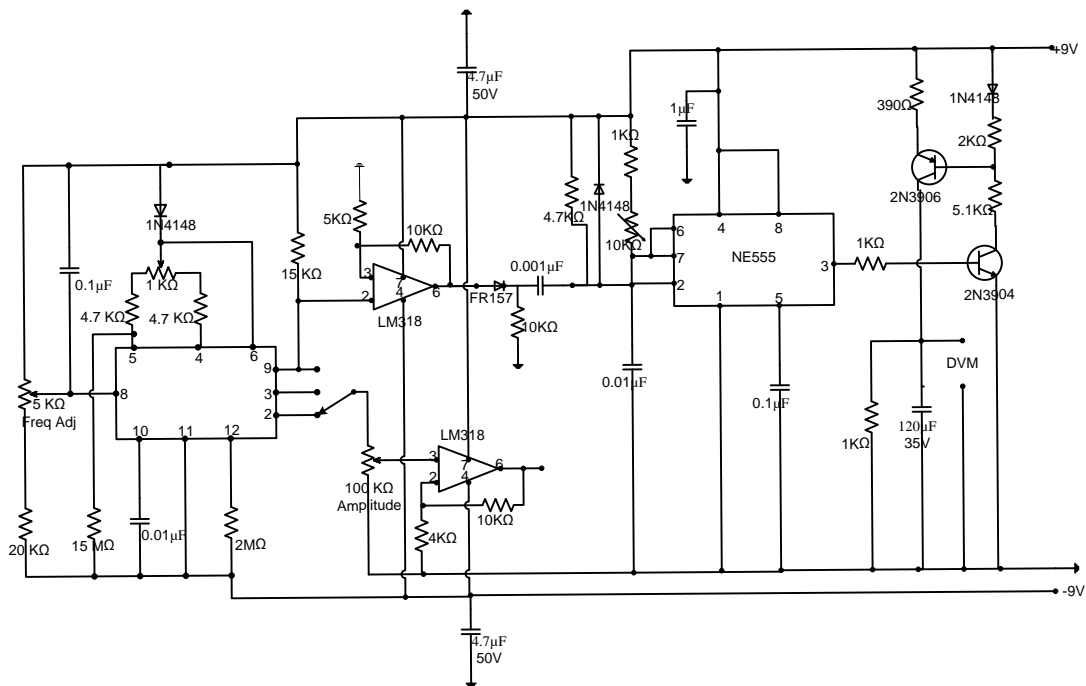 4.7μF
50V
+9V
1μF
390Ω
1N4148
1KΩ
2KΩ
2N3906
5.1KΩ
5KΩ
10KΩ
4.7KΩ
1N4148
10KΩ
1N4148
15 KΩ
3
2
7
4
6
LM318
0.001μF
FR157
10KΩ
6
7
2
4
8
NE555
3
1
5
1KΩ
2N3904
0.1μF
1 KΩ
4.7 KΩ
4.7 KΩ
5
4
6
9
3
2
8
10
11
12
5 KΩ
Freq Adj
0.01μF
0.1μF
DVM
1KΩ
120μF
35V
LM318
3
2
7
4
6
100 KΩ
Amplitude
10KΩ
4KΩ
20 KΩ
15 MΩ
0.01μF
2MΩ
-9V
4.7μF
50V